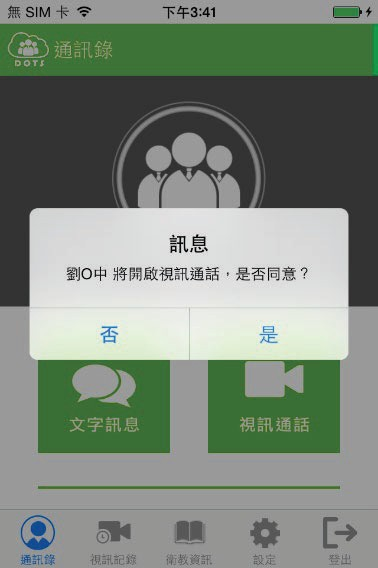 無 SIM 卡
下午3:41
DOTS
通訊錄
訊息
劉O中 將開啟視訊通話，是否同意？
否
是
文字訊息
視訊通話
通訊錄
視訊記錄
衛教資訊
設定
登出